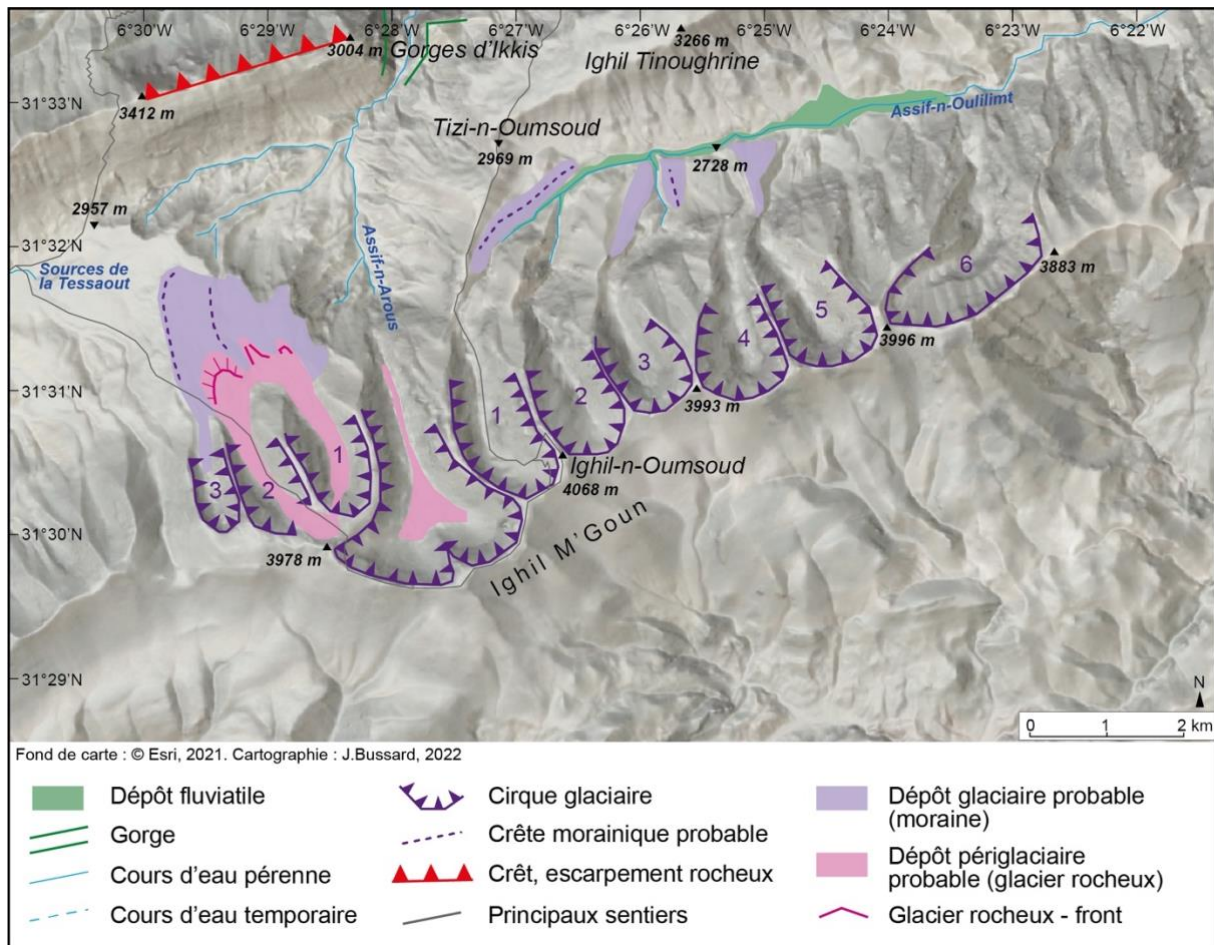 6°30'W 6°28'W 6°27'W 6°26'W 6°25'W 6°24'W 6°23'W 6°22'W
3004 m
Gorges d'Ikkis
3266 m
Ighil Tinoughrine
31°33'N
3412 m
Assif-n-Oulilimt
Tizi-n-Oumsoud
2969 m
2728 m
2957 m
31°32'N
Assif-n-Arous
6
3883 m
Sources de
la Tessaout
5
3996 m
4
3
31°31'N
3993 m
2
1
Ighil-n-Oumsoud
4068 m
1
2
3
31°30'N
3978 m
Ighil M'Goun
31°29'N
N
0 1 2 km
Fond de carte : © Esri, 2021. Cartographie : J.Bussard, 2022
Dépôt fluviatile
Gorge
Cours d'eau pérenne
Cours d'eau temporaire
Cirque glaciaire
Crête morainique probable
Crêt, escarpement rocheux
Principaux sentiers
Dépôt glaciaire probable
(moraine)
Dépôt périglaciaire
probable (glacier rocheux)
Glacier rocheux - front